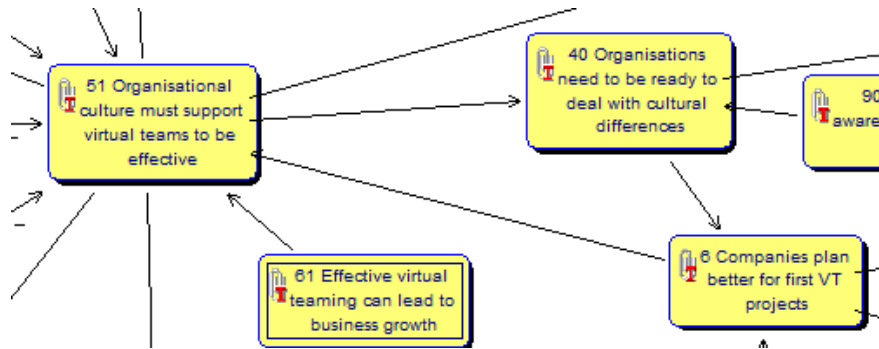 51 Organisational
culture must support
virtual teams to be
effective
40 Organisations
need to be ready to
deal with cultural
differences
90
aware
61 Effective virtual
teaming can lead to
business growth
6 Companies plan
better for first VT
projects